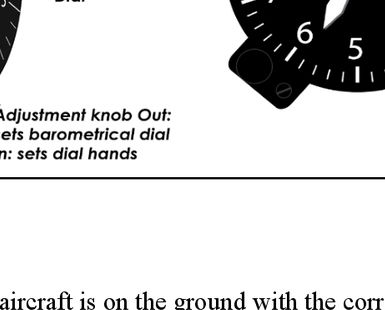 Dial
6
5
Adjustment knob Out:
sets barometrical dial
n: sets dial hands
aircraft is on the ground with the corr